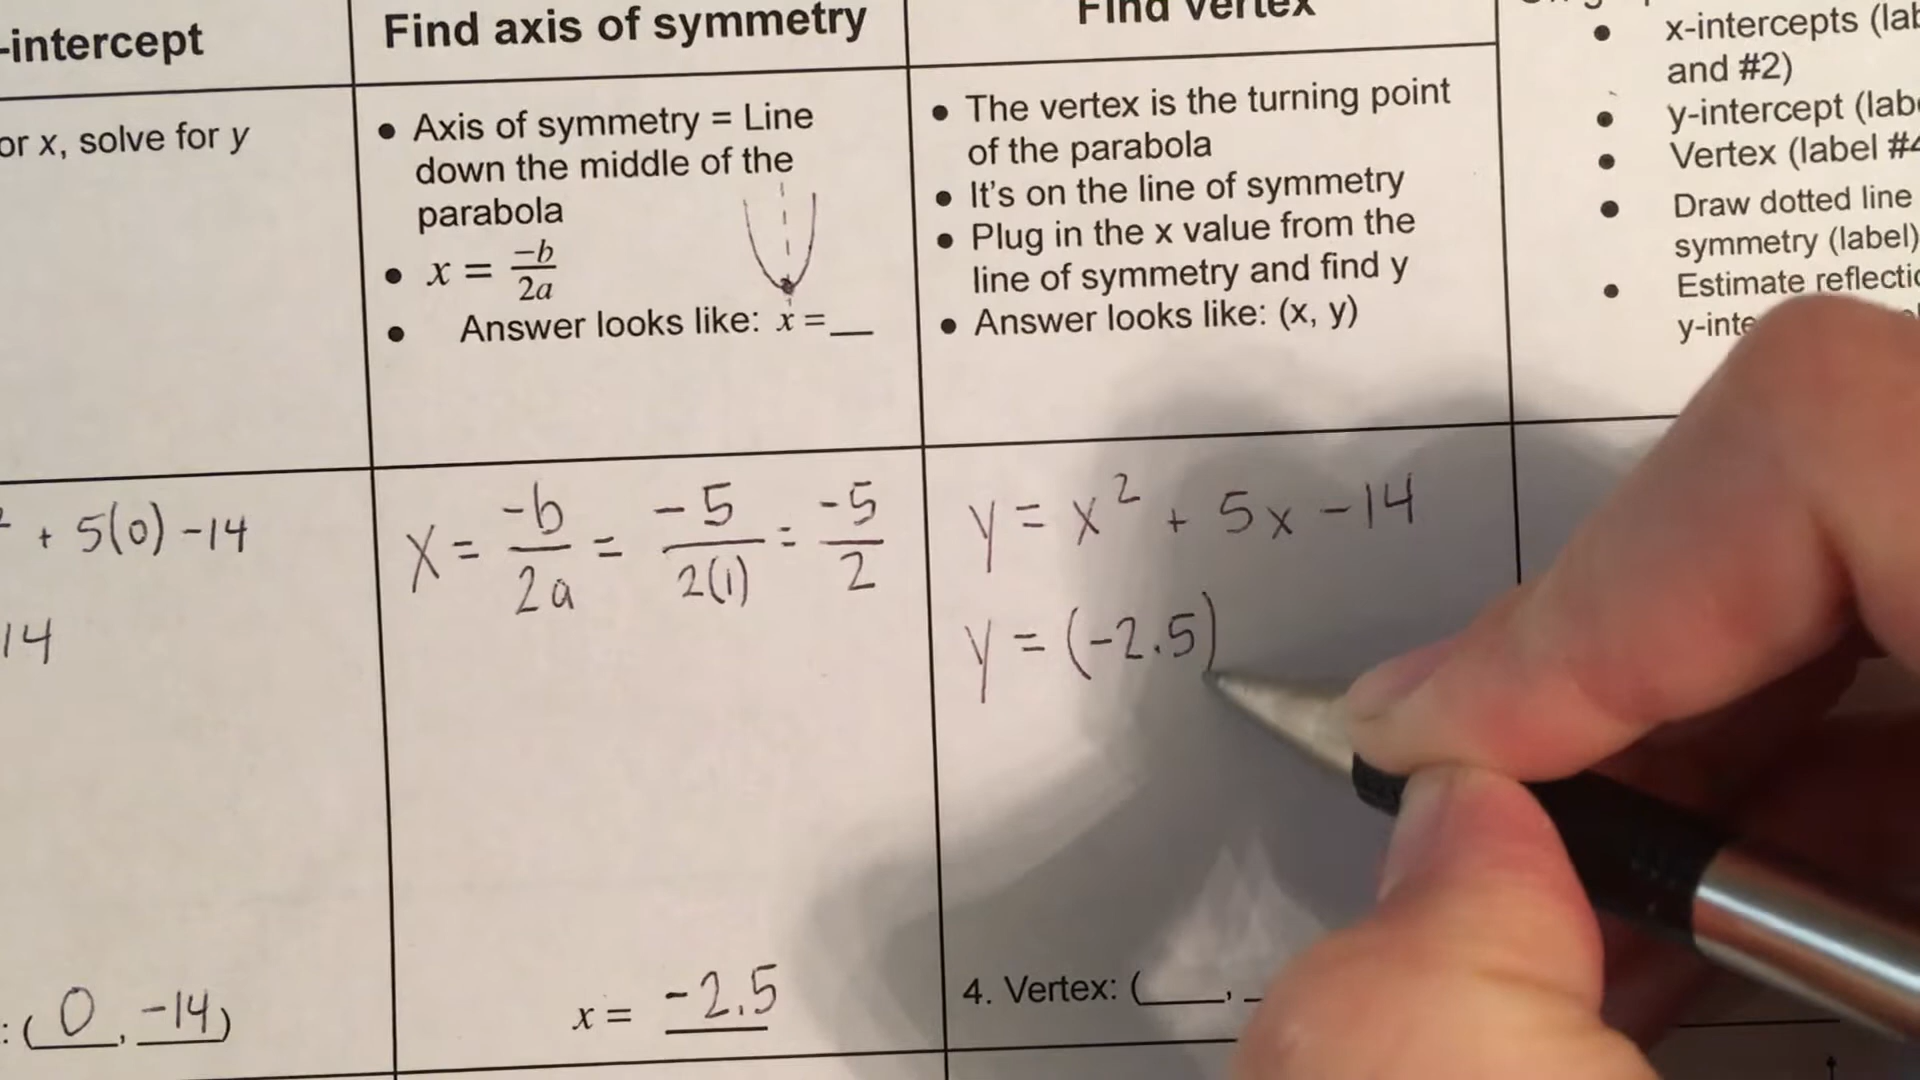 -intercept
or x, solve for y
+ 5(0) -14
14
: (0, -14)
Find axis of symmetry
• Axis of symmetry = Line
down the middle of the
parabola
• x = -b/2a
• Answer looks like: x = __
x = -b/2a = -5/2(1) = -5/2
x = -2.5
Find vertex
• The vertex is the turning point
of the parabola
• It's on the line of symmetry
• Plug in the x value from the
line of symmetry and find y
• Answer looks like: (x, y)
y = x² + 5x - 14
y = (-2.5)
4. Vertex: (____, _
• x-intercepts (lab
and #2)
• y-intercept (labe
• Vertex (label #4
• Draw dotted line
symmetry (label)
• Estimate reflectio
y-inte